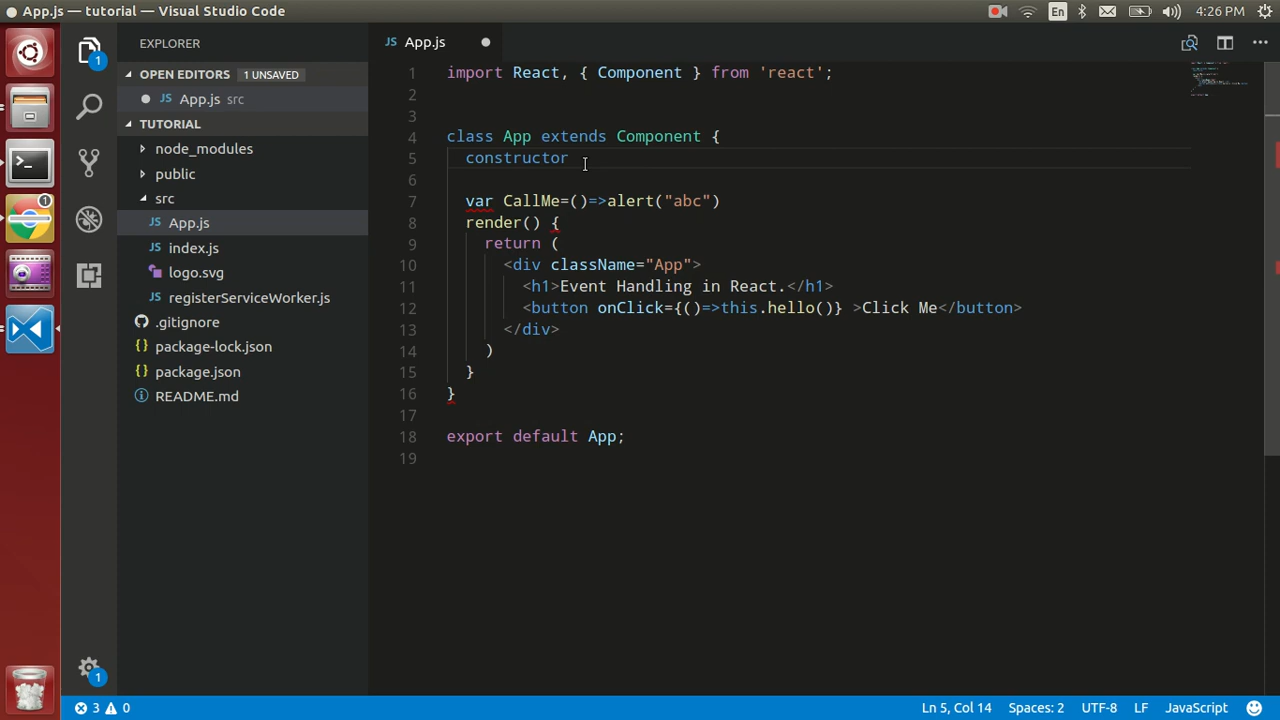 App.js — tutorial — Visual Studio Code
En
4:26 PM
EXPLORER
OPEN EDITORS 1 UNSAVED
App.js src
TUTORIAL
node_modules
public
src
App.js
index.js
logo.svg
registerServiceWorker.js
.gitignore
package-lock.json
package.json
README.md
1
1
1
JS App.js
1 import React, { Component } from 'react';
2
3
4 class App extends Component {
5 constructor
6
7 var CallMe=()=>alert("abc")
8 render() {
9 return (
10 <div className="App">
11 <h1>Event Handling in React.</h1>
12 <button onClick={()=>this.hello()} >Click Me</button>
13 </div>
14 )
15 }
16 }
17
18 export default App;
19
3 0
Ln 5, Col 14 Spaces: 2 UTF-8 LF JavaScript